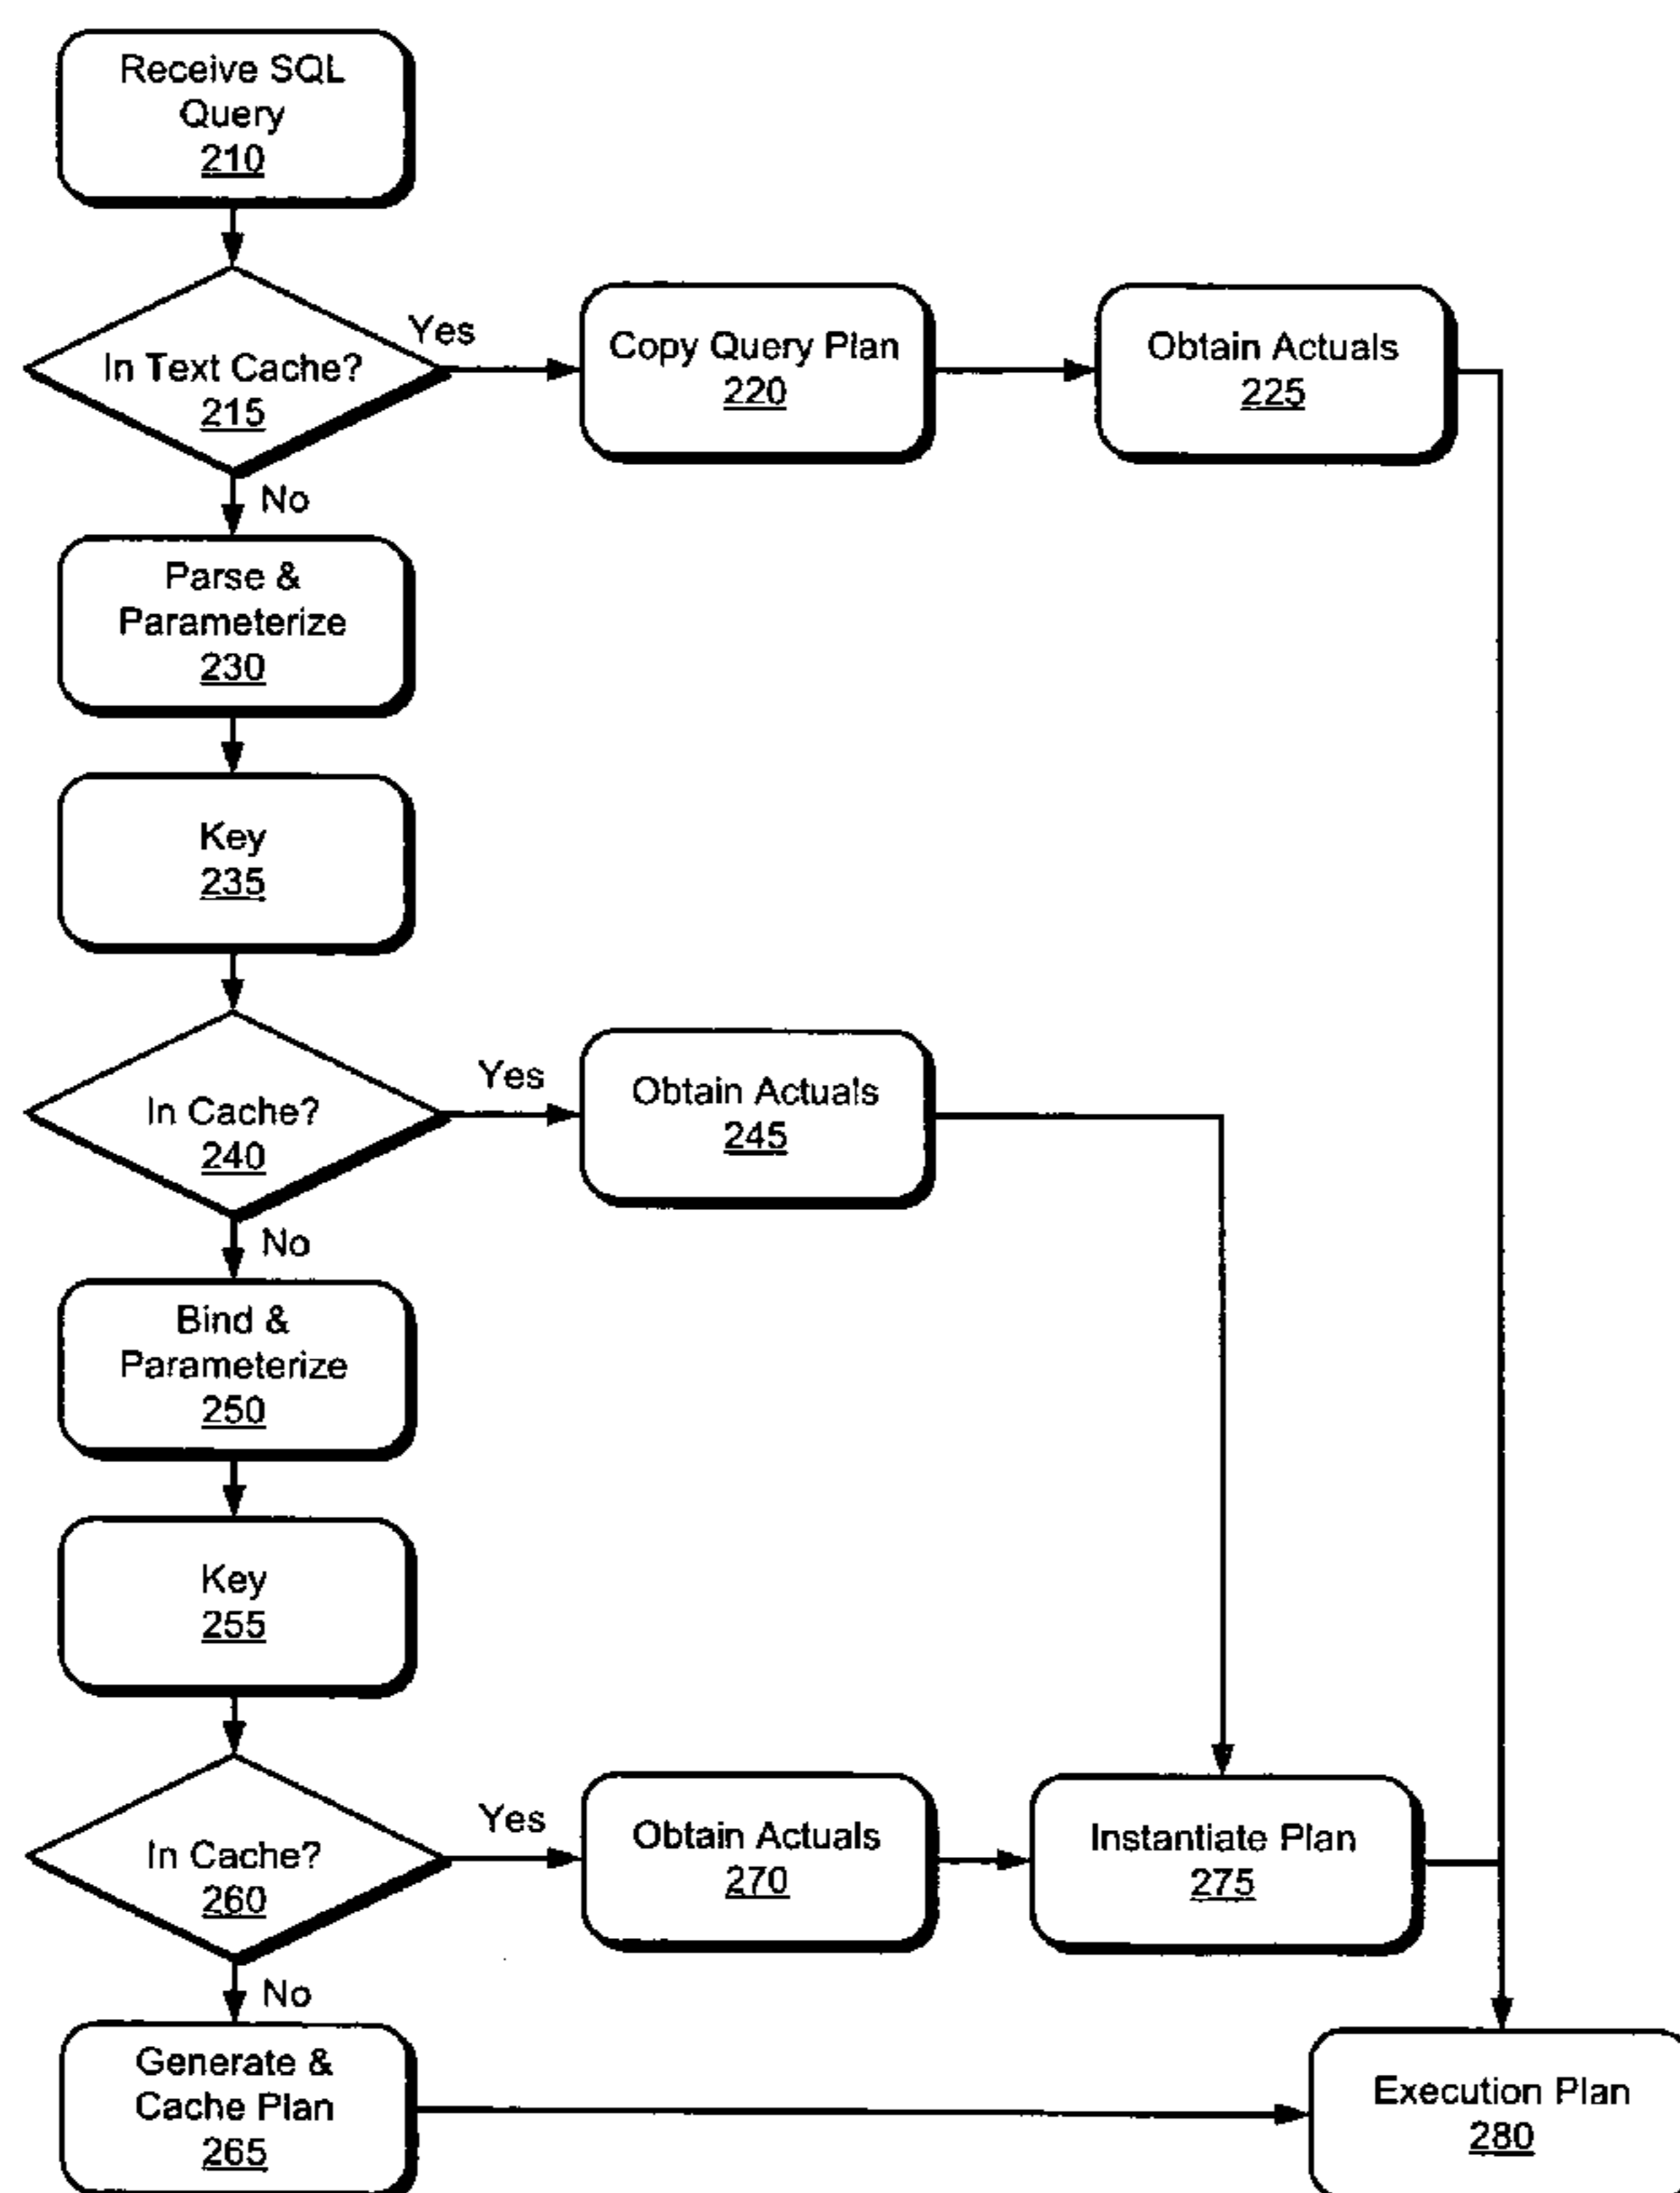 Receive SQL
Query
210
In Text Cache?
215
Yes
Copy Query Plan
220
Obtain Actuals
225
No
Parse &
Parameterize
230
Key
235
In Cache?
240
Yes
Obtain Actuals
245
No
Bind &
Parameterize
250
Key
255
In Cache?
260
Yes
Obtain Actuals
270
Instantiate Plan
275
No
Generate &
Cache Plan
265
Execution Plan
280